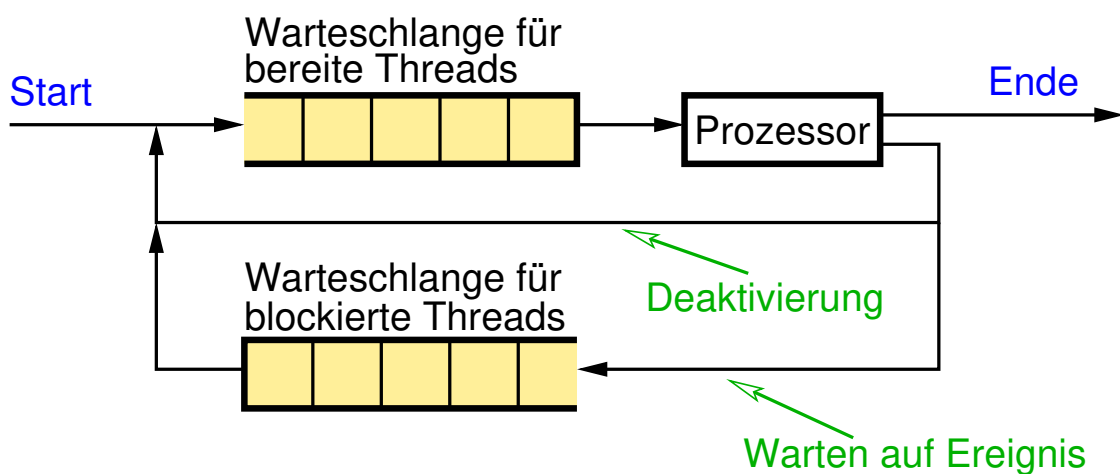 Warteschlange für
bereite Threads
Start
Prozessor
Ende
Warteschlange für
blockierte Threads
Deaktivierung
Warten auf Ereignis